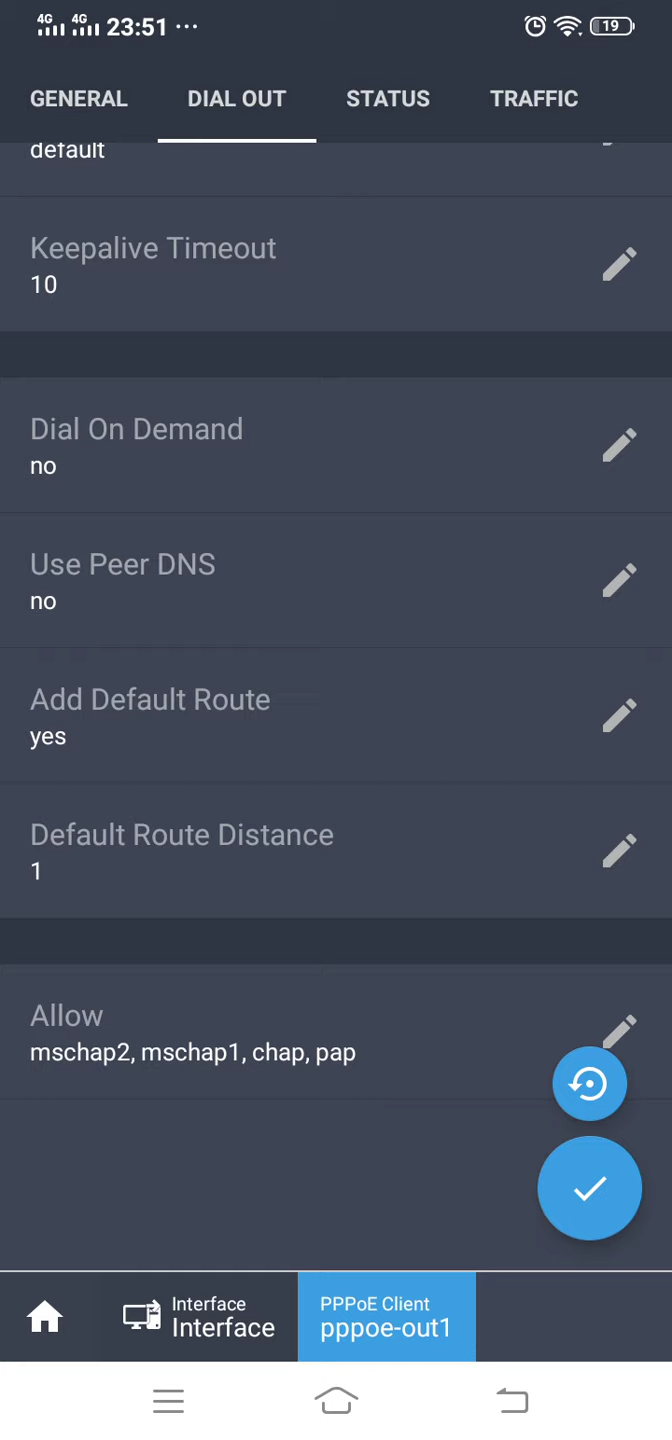 4G 4G 23:51 ... 19
GENERAL DIAL OUT STATUS TRAFFIC
default
Keepalive Timeout
10
Dial On Demand
no
Use Peer DNS
no
Add Default Route
yes
Default Route Distance
1
Allow
mschap2, mschap1, chap, pap
Interface
Interface
PPPoE Client
pppoe-out1